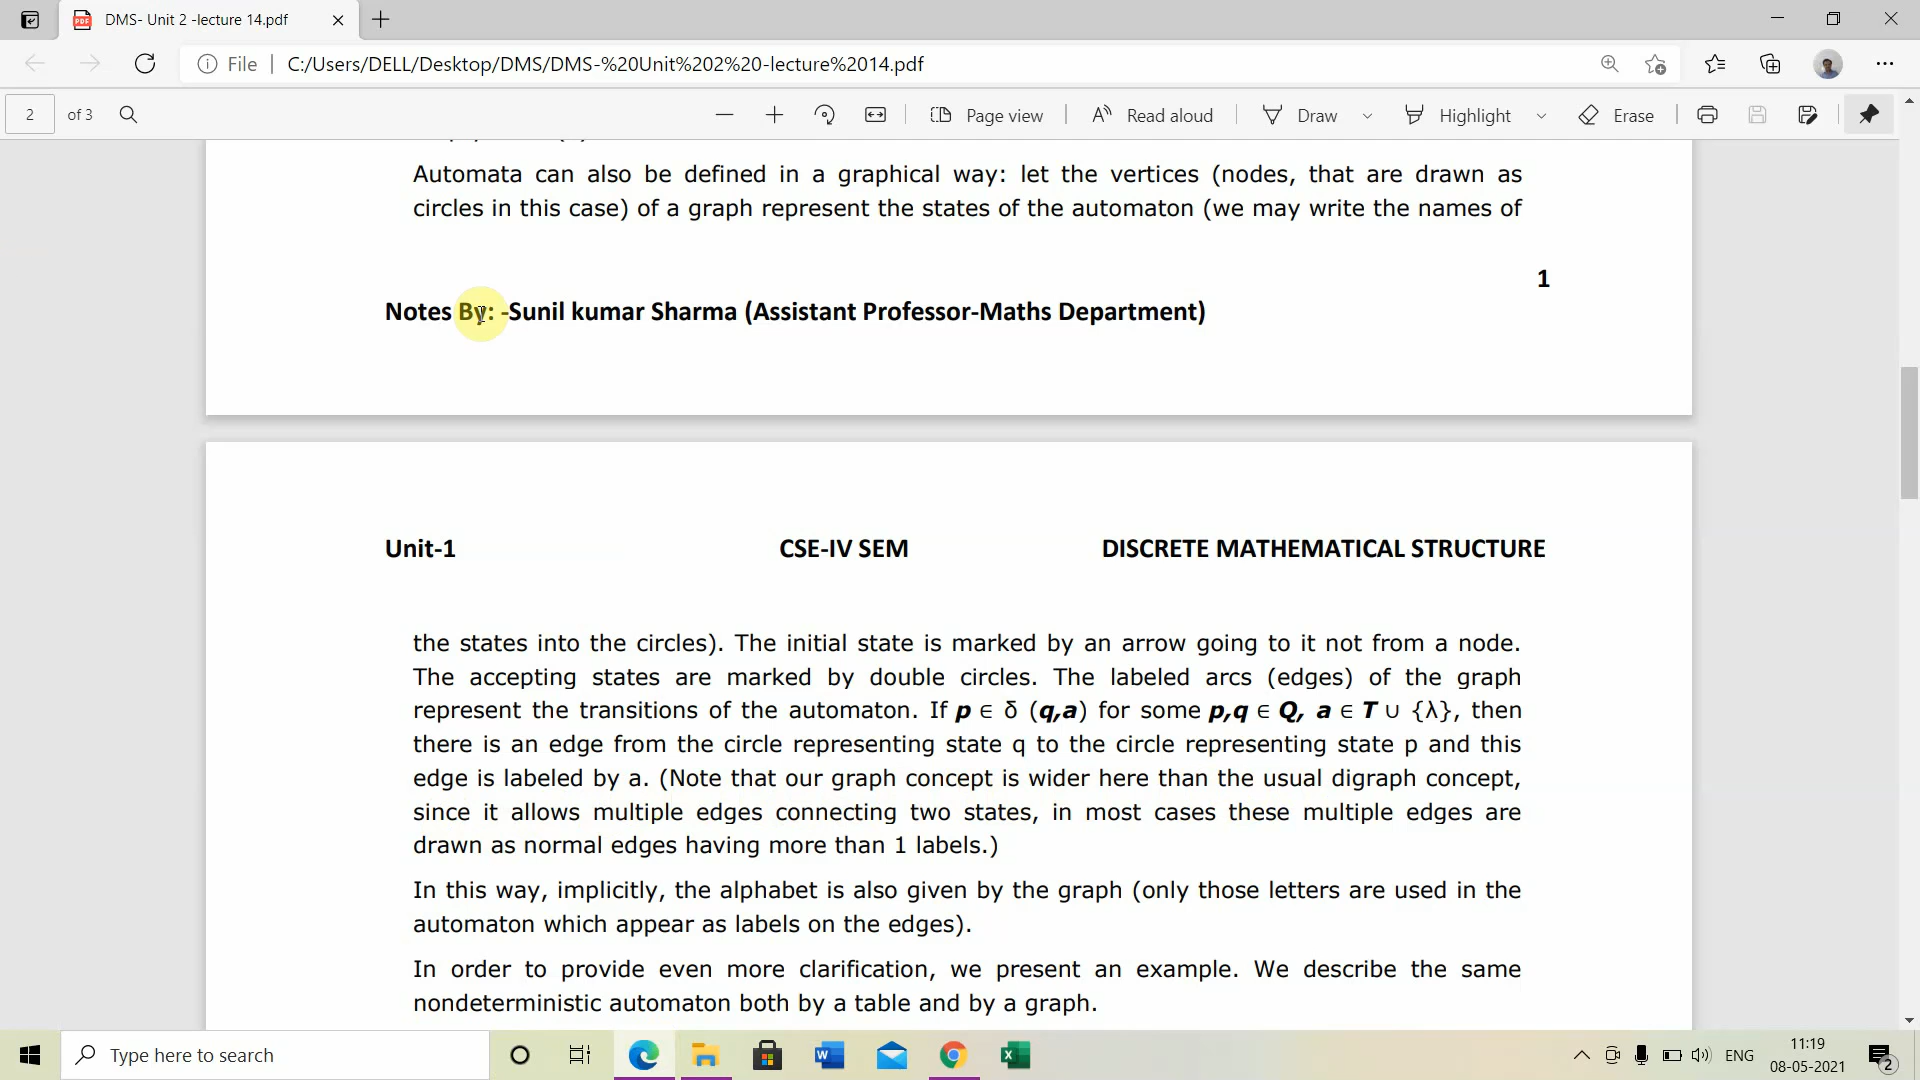 DMS- Unit 2 -lecture 14.pdf
File
C:/Users/DELL/Desktop/DMS/DMS-%20Unit%202%20-lecture%2014.pdf
2 of 3
Page view
Read aloud
Draw
Highlight
Erase
Automata can also be defined in a graphical way: let the vertices (nodes, that are drawn as
circles in this case) of a graph represent the states of the automaton (we may write the names of
1
Notes By: -Sunil kumar Sharma (Assistant Professor-Maths Department)
Unit-1 CSE-IV SEM DISCRETE MATHEMATICAL STRUCTURE
the states into the circles). The initial state is marked by an arrow going to it not from a node.
The accepting states are marked by double circles. The labeled arcs (edges) of the graph
represent the transitions of the automaton. If p ∈ δ (q,a) for some p,q ∈ Q, a ∈ T ∪ {λ}, then
there is an edge from the circle representing state q to the circle representing state p and this
edge is labeled by a. (Note that our graph concept is wider here than the usual digraph concept,
since it allows multiple edges connecting two states, in most cases these multiple edges are
drawn as normal edges having more than 1 labels.)
In this way, implicitly, the alphabet is also given by the graph (only those letters are used in the
automaton which appear as labels on the edges).
In order to provide even more clarification, we present an example. We describe the same
nondeterministic automaton both by a table and by a graph.
Type here to search
ENG
11:19
08-05-2021
2